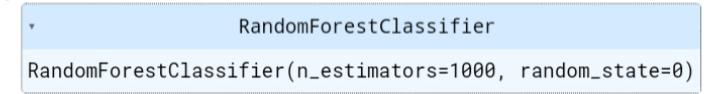 RandomForestClassifier
RandomForestClassifier(n_estimators=1000, random_state=0)